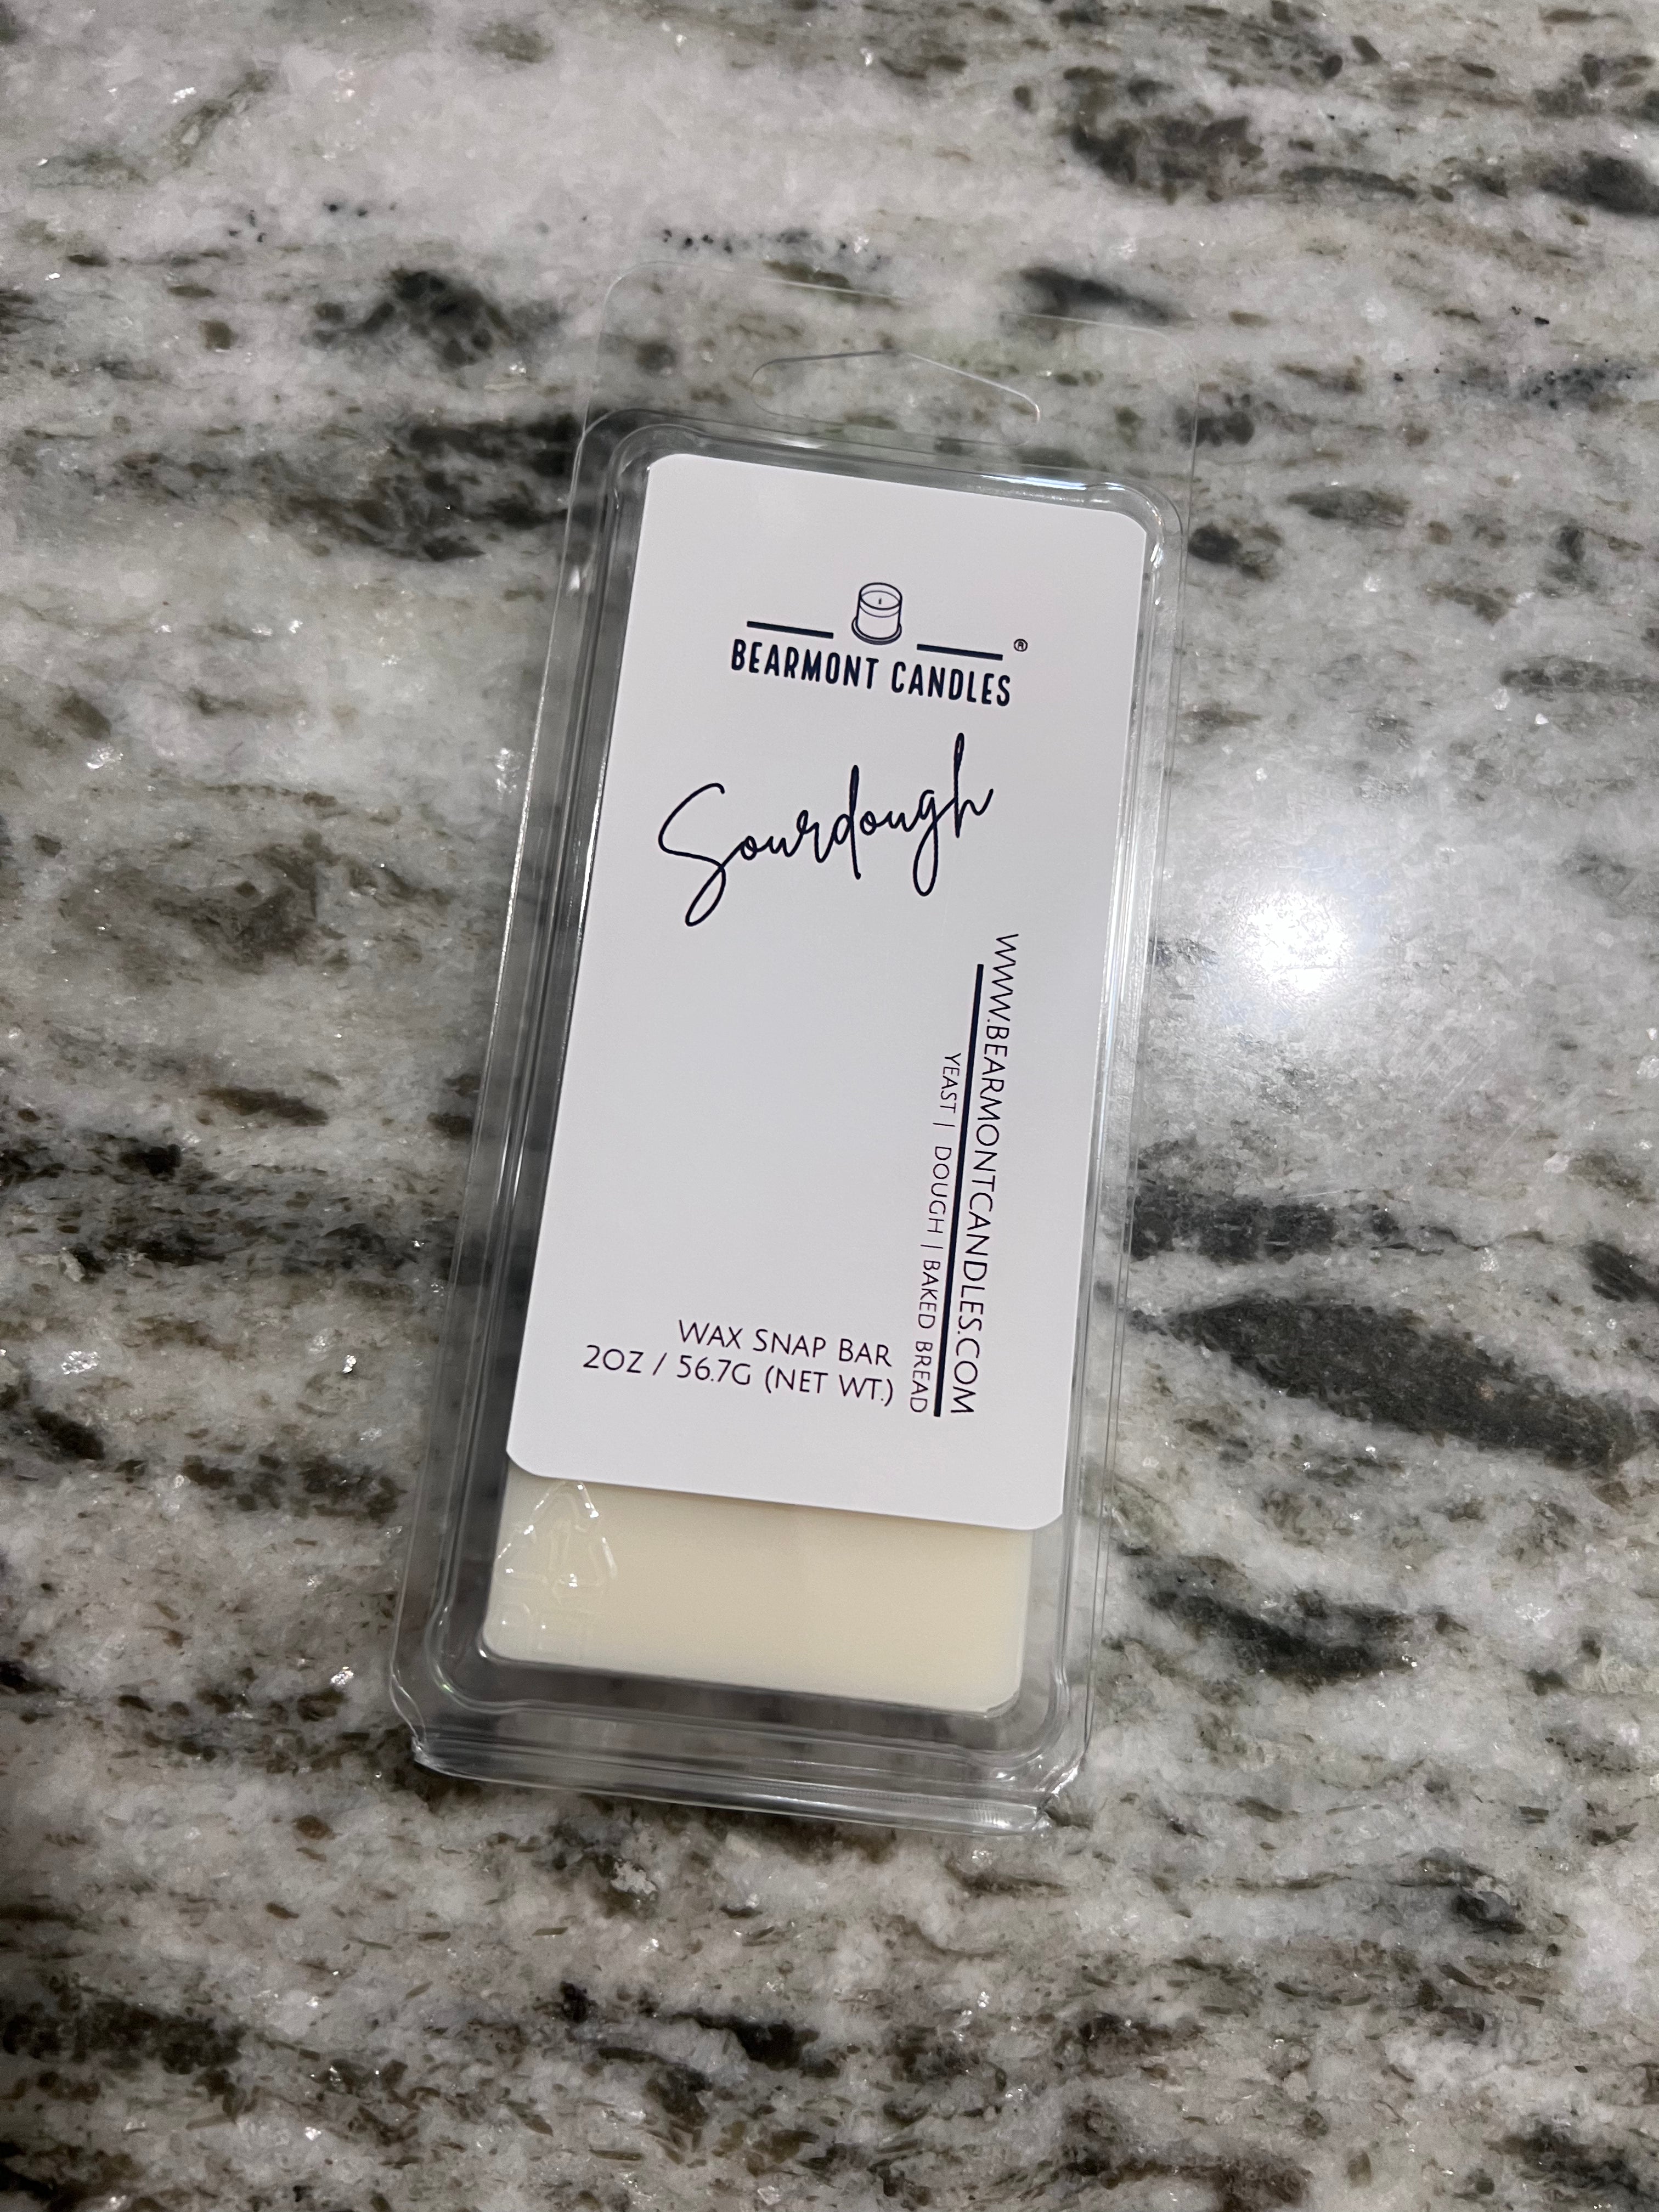 ®
BEARMONT CANDLES
Sourdough
WWW.BEARMONTCANDLES.COM
YEAST | DOUGH | BAKED BREAD
WAX SNAP BAR
2OZ / 56.7G (NET WT.)